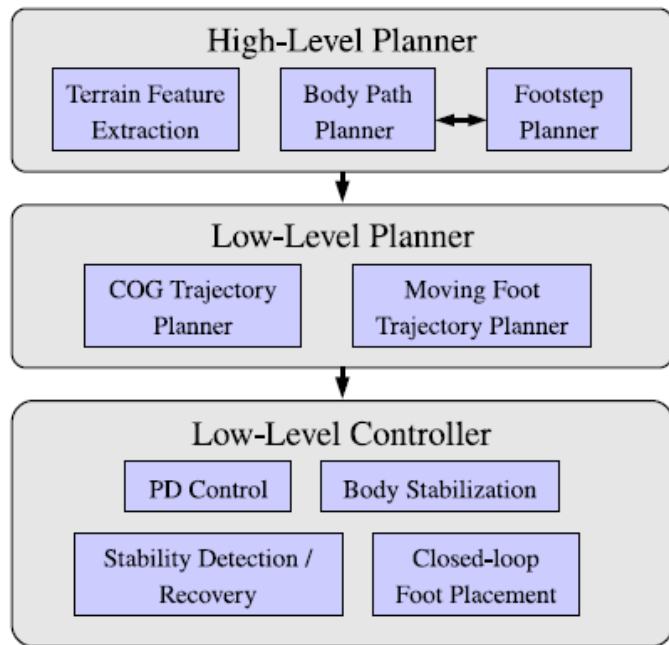 High-Level Planner
Terrain Feature
Extraction
Body Path
Planner
Footstep
Planner
Low-Level Planner
COG Trajectory
Planner
Moving Foot
Trajectory Planner
Low-Level Controller
PD Control
Body Stabilization
Stability Detection /
Recovery
Closed-loop
Foot Placement